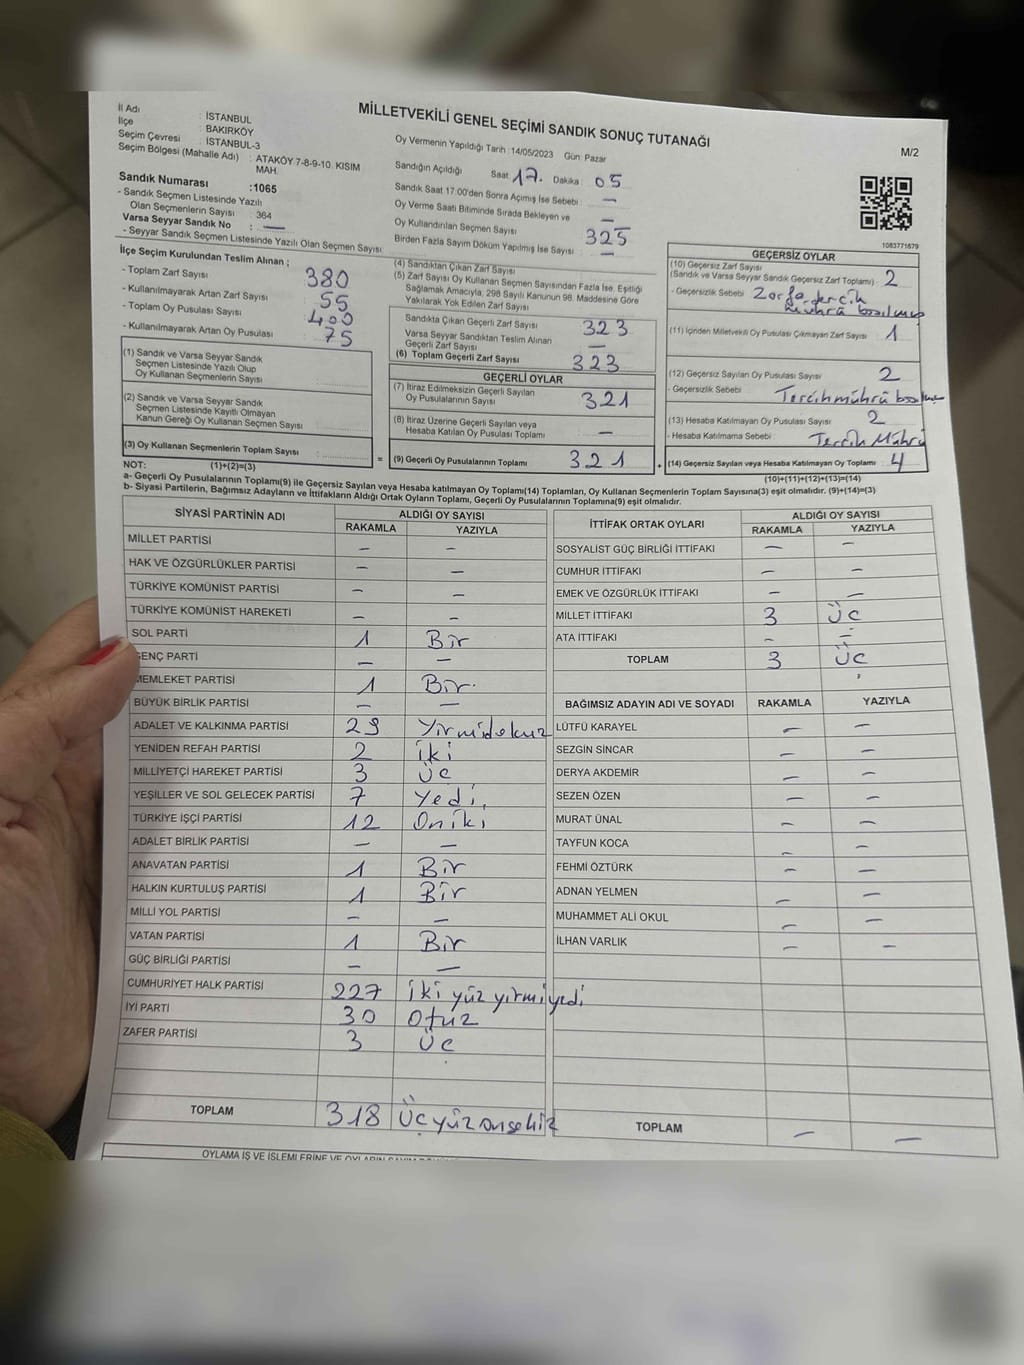 MİLLETVEKİLİ GENEL SEÇİMİ SANDIK SONUÇ TUTANAĞI
M/2
İl Adı : İSTANBUL
İlçe : BAKIRKÖY
Seçim Çevresi : İSTANBUL-3
Seçim Bölgesi (Mahalle Adı) : ATAKÖY 7-8-9-10. KISIM
MAH.
Sandık Numarası :1065
- Sandık Seçmen Listesinde Yazılı
Olan Seçmenlerin Sayısı : 364
Varsa Seyyar Sandık No : —
- Seyyar Sandık Seçmen Listesinde Yazılı Olan Seçmen Sayısı
Oy Vermenin Yapıldığı Tarih :14/05/2023 Gün: Pazar
Sandığın Açıldığı Saat 17. Dakika : 05
Sandık Saat 17:00'den Sonra Açımış İse Sebebi : —
Oy Verme Saati Bitiminde Sırada Bekleyen ve —
Oy Kullandırılan Seçmen Sayısı : 325
Birden Fazla Sayım Döküm Yapılmış İse Sayısı : —
1083771679
İlçe Seçim Kurulundan Teslim Alınan ;
- Toplam Zarf Sayısı : 380
- Kullanılmayarak Artan Zarf Sayısı : 55
- Toplam Oy Pusulası Sayısı : 400
- Kullanılmayarak Artan Oy Pusulası : 75
(1) Sandık ve Varsa Seyyar Sandık
Seçmen Listesinde Yazılı Olup
Oy Kullanan Seçmenlerin Sayısı :
(2) Sandık ve Varsa Seyyar Sandık
Seçmen Listesinde Kayıtlı Olmayan
Kanun Gereği Oy Kullanan Seçmen Sayısı :
(3) Oy Kullanan Seçmenlerin Toplam Sayısı :
(4) Sandıktan Çıkan Zarf Sayısı
(5) Zarf Sayısı Oy Kullanan Seçmen Sayısından Fazla İse, Eşitliği
Sağlamak Amacıyla, 298 Sayılı Kanunun 98. Maddesine Göre
Yakılarak Yok Edilen Zarf Sayısı :
Sandıkta Çıkan Geçerli Zarf Sayısı : 323
Varsa Seyyar Sandıktan Teslim Alınan
Geçerli Zarf Sayısı : —
(6) Toplam Geçerli Zarf Sayısı : 323
GEÇERLİ OYLAR
(7) İtiraz Edilmeksizin Geçerli Sayılan
Oy Pusulalarının Sayısı : 321
(8) İtiraz Üzerine Geçerli Sayılan veya
Hesaba Katılan Oy Pusulası Toplamı : —
= (9) Geçerli Oy Pusulalarının Toplamı : 321
GEÇERSİZ OYLAR
(10) Geçersiz Zarf Sayısı
(Sandık ve Varsa Seyyar Sandık Geçersiz Zarf Toplamı) : 2
- Geçersizlik Sebebi : Zarfa tercih
mührü basılmış
(11) İçinden Milletvekili Oy Pusulası Çıkmayan Zarf Sayısı : 1
(12) Geçersiz Sayılan Oy Pusulası Sayısı : 2
- Geçersizlik Sebebi : Tercih mührü
(13) Hesaba Katılmayan Oy Pusulası Sayısı : 2
- Hesaba Katılmama Sebebi : Tercih Mührü
+ (14) Geçersiz Sayılan veya Hesaba Katılmayan Oy Toplamı : 4
NOT: (1)+(2)=(3)
(10)+(11)+(12)+(13)=(14)
a- Geçerli Oy Pusulalarının Toplamı(9) ile Geçersiz Sayılan veya Hesaba katılmayan Oy Toplamı(14) Toplamları, Oy Kullanan Seçmenlerin Toplam Sayısına(3) eşit olmalıdır. (9)+(14)=(3)
b- Siyasi Partilerin, Bağımsız Adayların ve İttifakların Aldığı Ortak Oyların Toplamı, Geçerli Oy Pusulalarının Toplamına(9) eşit olmalıdır.
SİYASİ PARTİNİN ADI ALDIĞI OY SAYISI
RAKAMLA YAZIYLA
MİLLET PARTİSİ — —
HAK VE ÖZGÜRLÜKLER PARTİSİ — —
TÜRKİYE KOMÜNİST PARTİSİ — —
TÜRKİYE KOMÜNİST HAREKETİ — —
SOL PARTİ 1 Bir
GENÇ PARTİ — —
MEMLEKET PARTİSİ 1 Bir.
BÜYÜK BİRLİK PARTİSİ — —
ADALET VE KALKINMA PARTİSİ 29 Yirmidokuz
YENİDEN REFAH PARTİSİ 2 iki
MİLLİYETÇİ HAREKET PARTİSİ 3 Üç
YEŞİLLER VE SOL GELECEK PARTİSİ 7 Yedi.
TÜRKİYE İŞÇİ PARTİSİ 12 Oniki
ADALET BİRLİK PARTİSİ — —
ANAVATAN PARTİSİ 1 Bir
HALKIN KURTULUŞ PARTİSİ 1 Bir
MİLLİ YOL PARTİSİ — —
VATAN PARTİSİ 1 Bir
GÜÇ BİRLİĞİ PARTİSİ — —
CUMHURİYET HALK PARTİSİ 227 iki yüz yirmi yedi
İYİ PARTİ 30 Otuz
ZAFER PARTİSİ 3 Üç
TOPLAM 318 Üçyüzonsekiz
İTTİFAK ORTAK OYLARI ALDIĞI OY SAYISI
RAKAMLA YAZIYLA
SOSYALİST GÜÇ BİRLİĞİ İTTİFAKI — —
CUMHUR İTTİFAKI — —
EMEK VE ÖZGÜRLÜK İTTİFAKI — —
MİLLET İTTİFAKI 3 Üç
ATA İTTİFAKI — —
TOPLAM 3 Üç
BAĞIMSIZ ADAYIN ADI VE SOYADI RAKAMLA YAZIYLA
LÜTFÜ KARAYEL — —
SEZGİN SİNCAR — —
DERYA AKDEMİR — —
SEZEN ÖZEN — —
MURAT ÜNAL — —
TAYFUN KOCA — —
FEHMİ ÖZTÜRK — —
ADNAN YELMEN — —
MUHAMMET ALİ OKUL — —
İLHAN VARLIK — —
TOPLAM — —
OYLAMA İŞ VE İŞLEMLERİNE VE OYLARIN